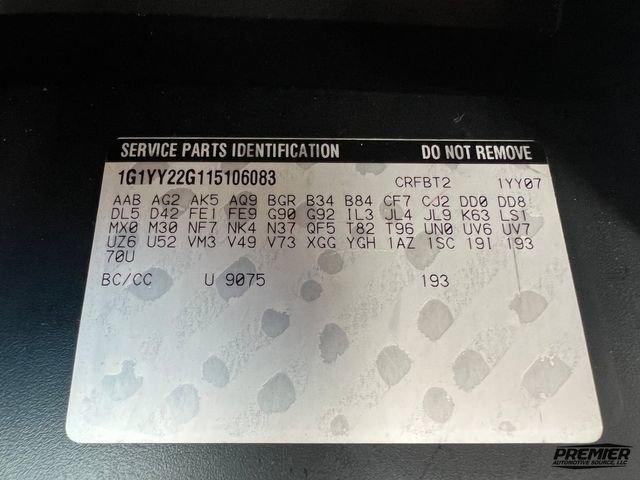 SERVICE PARTS IDENTIFICATION DO NOT REMOVE
1G1YY22G115106083 CRFBT2 1YY07
AAB AG2 AK5 AQ9 BGR B34 B84 CF7 CJ2 DD0 DD8
DL5 D42 FE1 FE9 G90 G92 IL3 JL4 JL9 K63 LS1
MX0 M30 NF7 NK4 N37 QF5 T82 T96 UN0 UV6 UV7
UZ6 U52 VM3 V49 V73 XGG YGH 1AZ 1SC 19I 193
70U
BC/CC U 9075 193
PREMIER
AUTOMOTIVE SOURCE, LLC